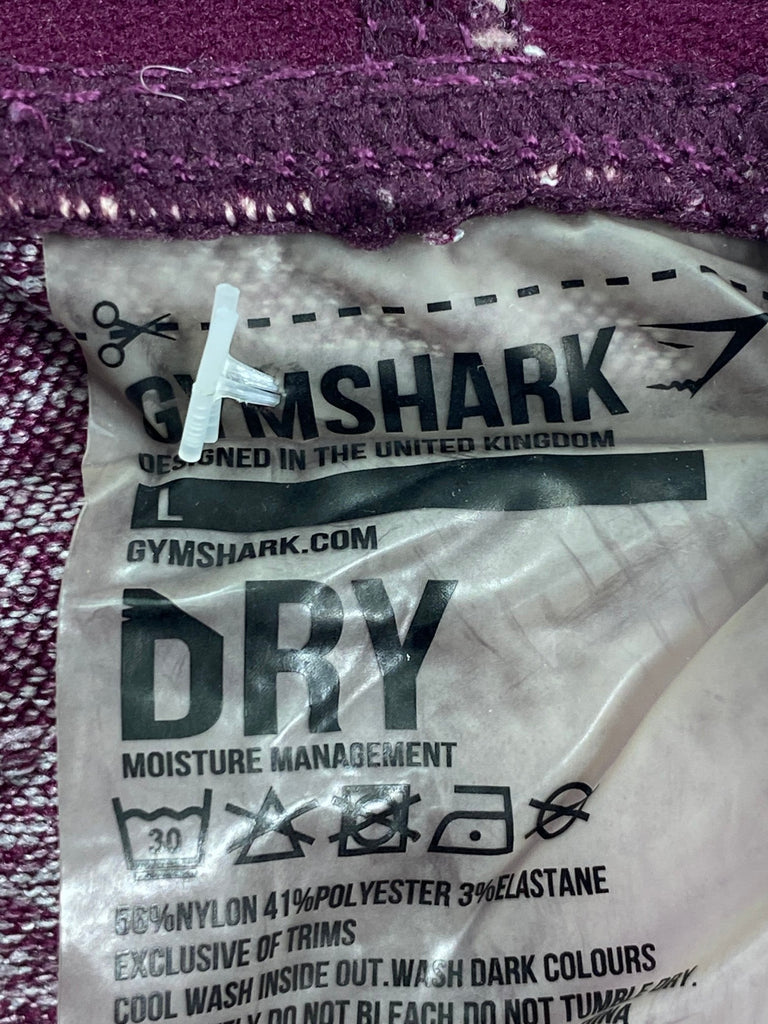 GYMSHARK
DESIGNED IN THE UNITED KINGDOM
L
GYMSHARK.COM
DRY
MOISTURE MANAGEMENT
30
56%NYLON 41%POLYESTER 3%ELASTANE
EXCLUSIVE OF TRIMS
COOL WASH INSIDE OUT.WASH DARK COLOURS
DO NOT BLEACH DO NOT TUMBLE DRY.